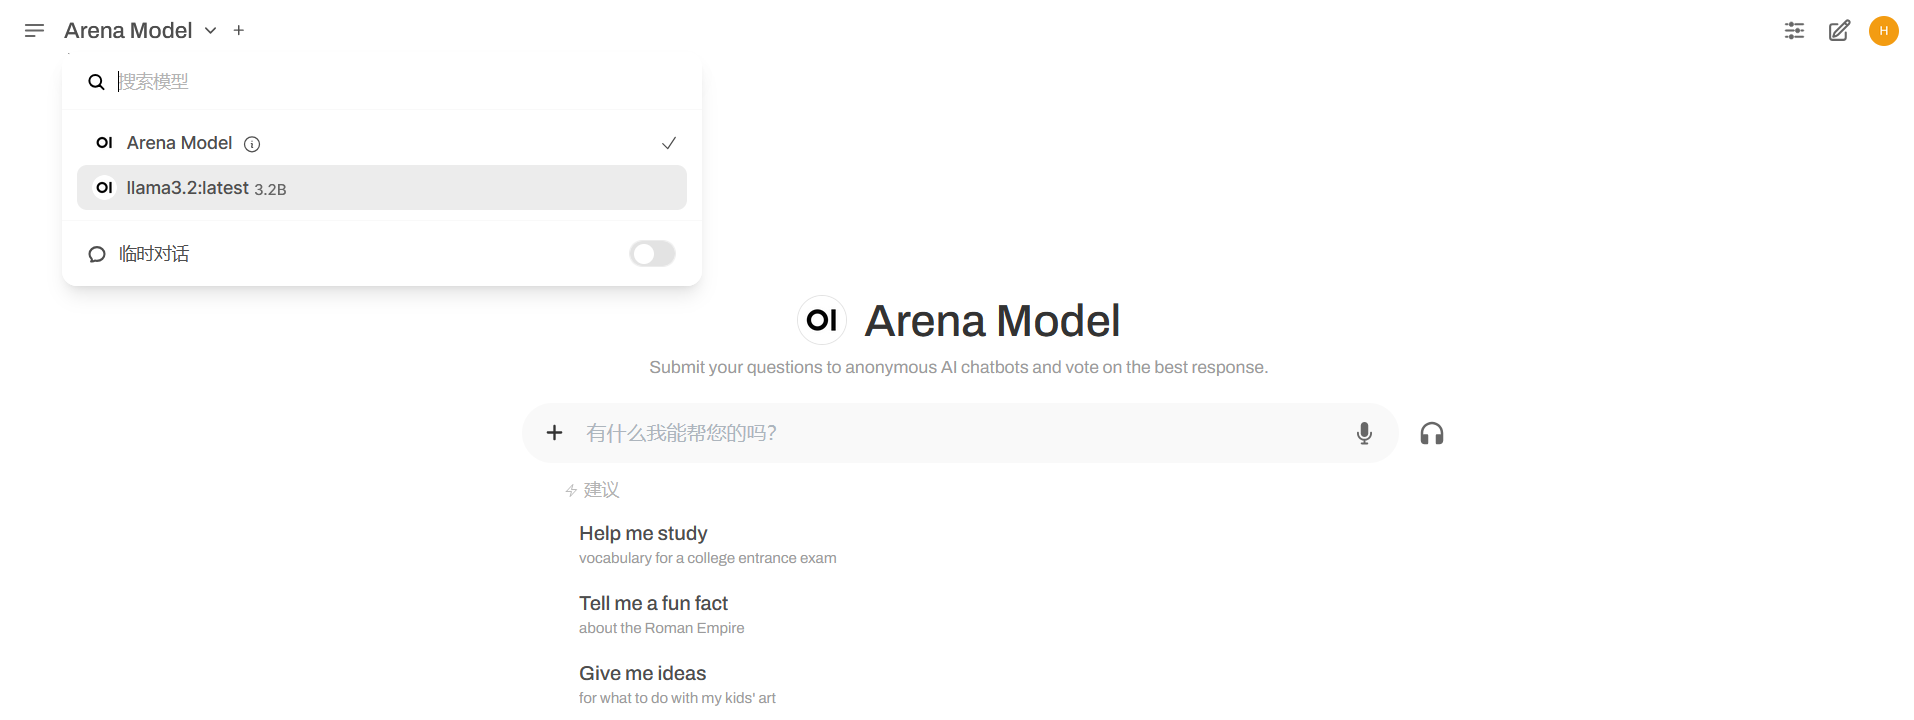 Arena Model
H
搜索模型
OI Arena Model
OI llama3.2:latest 3.2B
临时对话
OI Arena Model
Submit your questions to anonymous AI chatbots and vote on the best response.
有什么我能帮您的吗?
建议
Help me study
vocabulary for a college entrance exam
Tell me a fun fact
about the Roman Empire
Give me ideas
for what to do with my kids' art